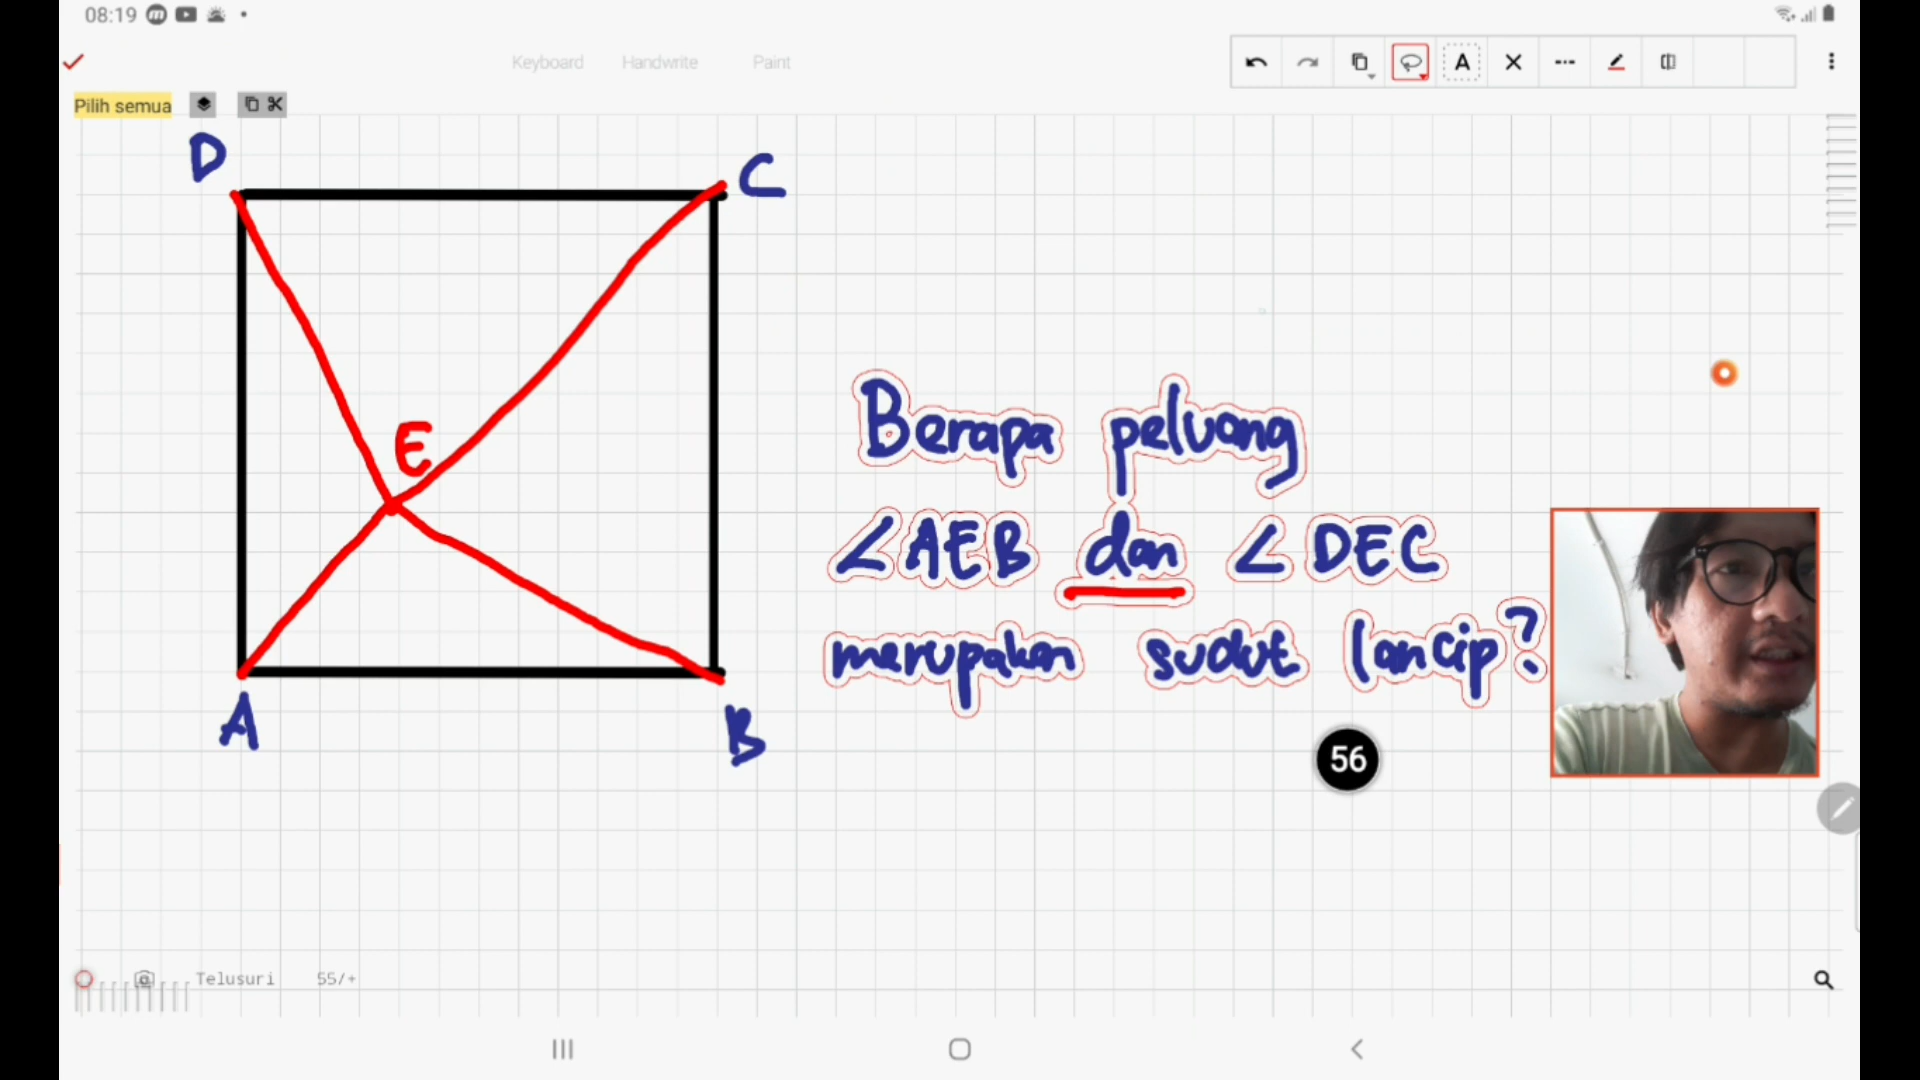 08:19
Keyboard Handwrite Paint
A
Pilih semua
D
C
E
Berapa peluang
∠AEB dan ∠DEC
merupakan sudut lancip?
A
B
56
Telusuri 55/+